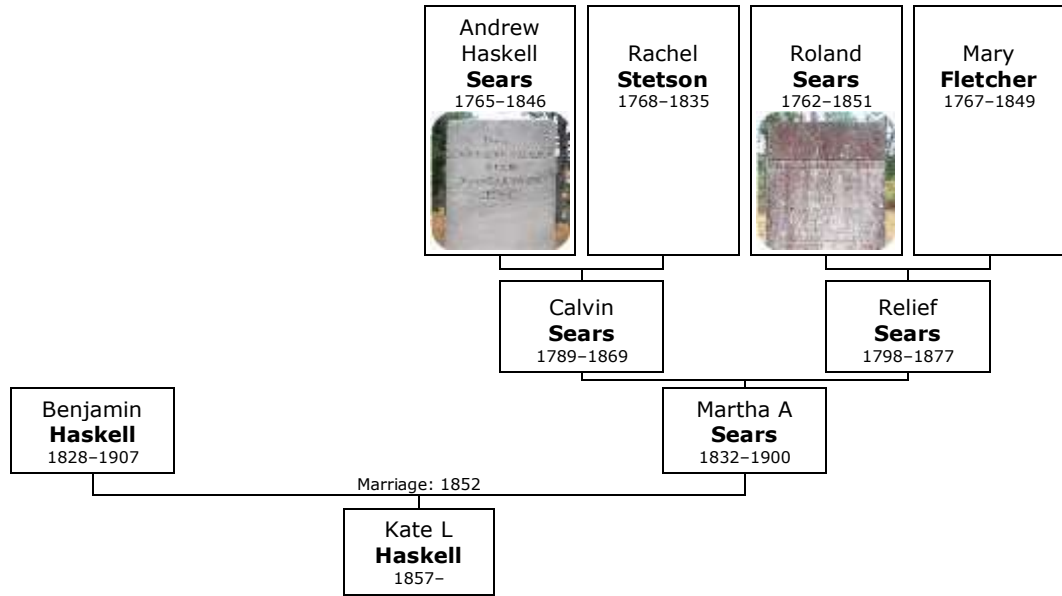 Andrew
Haskell
Sears
1765–1846
Rachel
Stetson
1768–1835
Roland
Sears
1762–1851
Mary
Fletcher
1767–1849
Calvin
Sears
1789–1869
Relief
Sears
1798–1877
Benjamin
Haskell
1828–1907
Martha A
Sears
1832–1900
Marriage: 1852
Kate L
Haskell
1857–